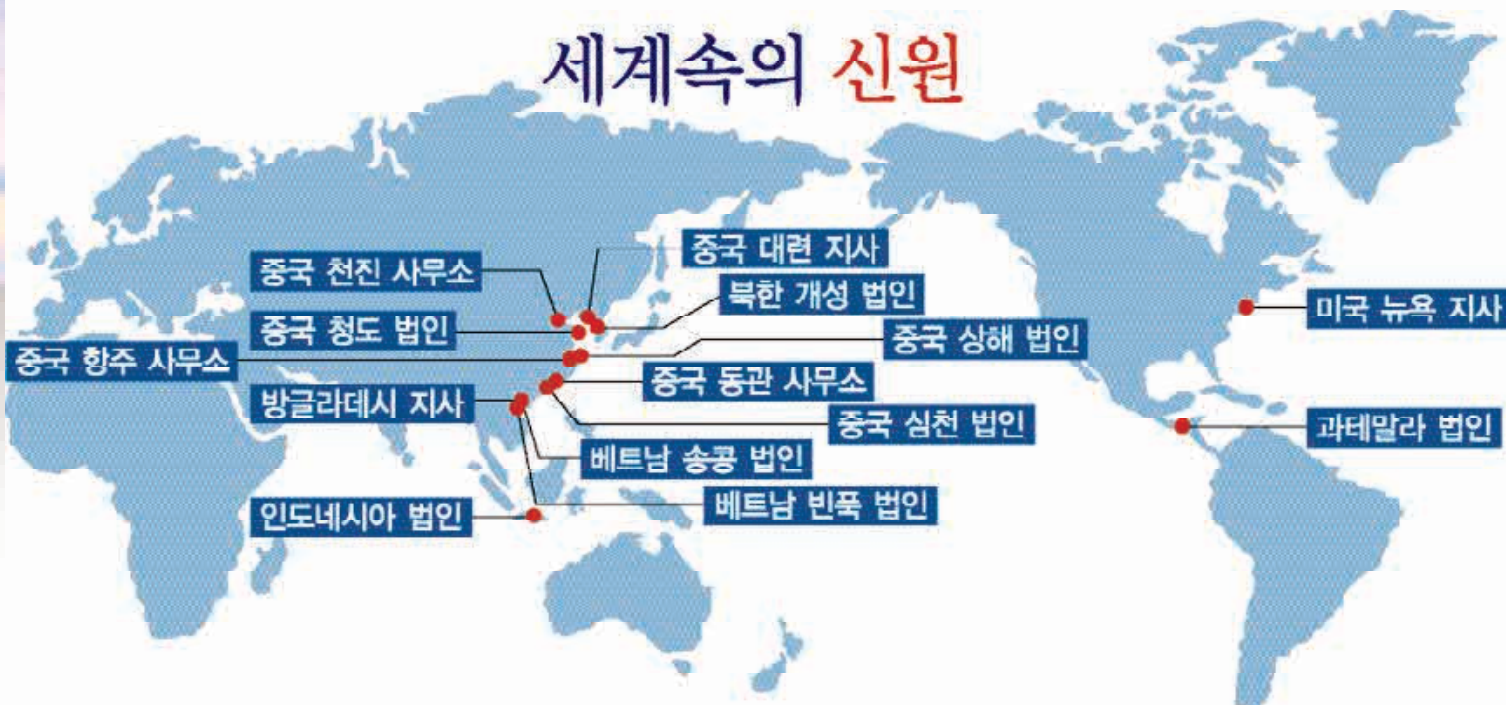 세계속의 신원
중국 대련 지사
중국 천진 사무소
북한 개성 법인
미국 뉴욕 지사
중국 청도 법인
중국 상해 법인
중국 항주 사무소
중국 동관 사무소
방글라데시 지사
중국 심천 법인
과테말라 법인
베트남 송콩 법인
베트남 빈푹 법인
인도네시아 법인